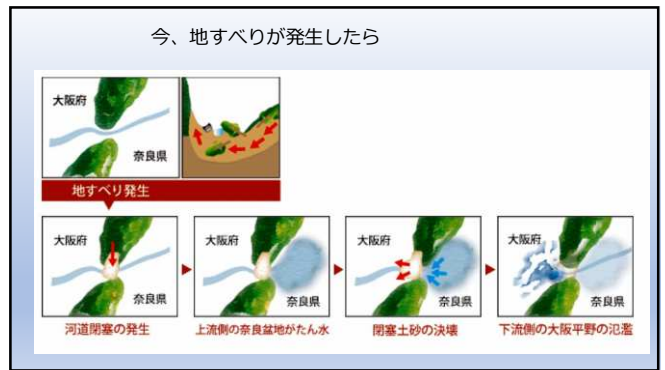 今、地すべりが発生したら
大阪府
奈良県
地すべり発生
大阪府
奈良県
河道閉塞の発生
大阪府
奈良県
上流側の奈良盆地がたん水
大阪府
奈良県
閉塞土砂の決壊
大阪府
奈良県
下流側の大阪平野の氾濫